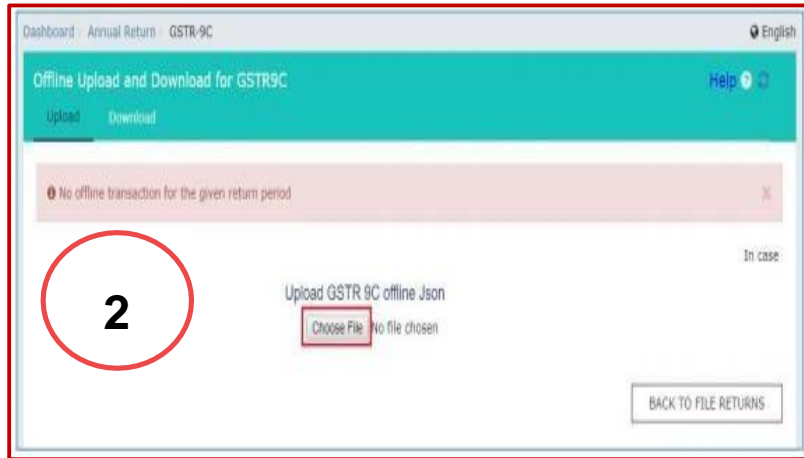 Dashboard Annual Return GSTR-9C English
Offline Upload and Download for GSTR9C Help
Upload Download
No offline transaction for the given return period X
In case
2
Upload GSTR 9C offline Json
Choose File No file chosen
BACK TO FILE RETURNS